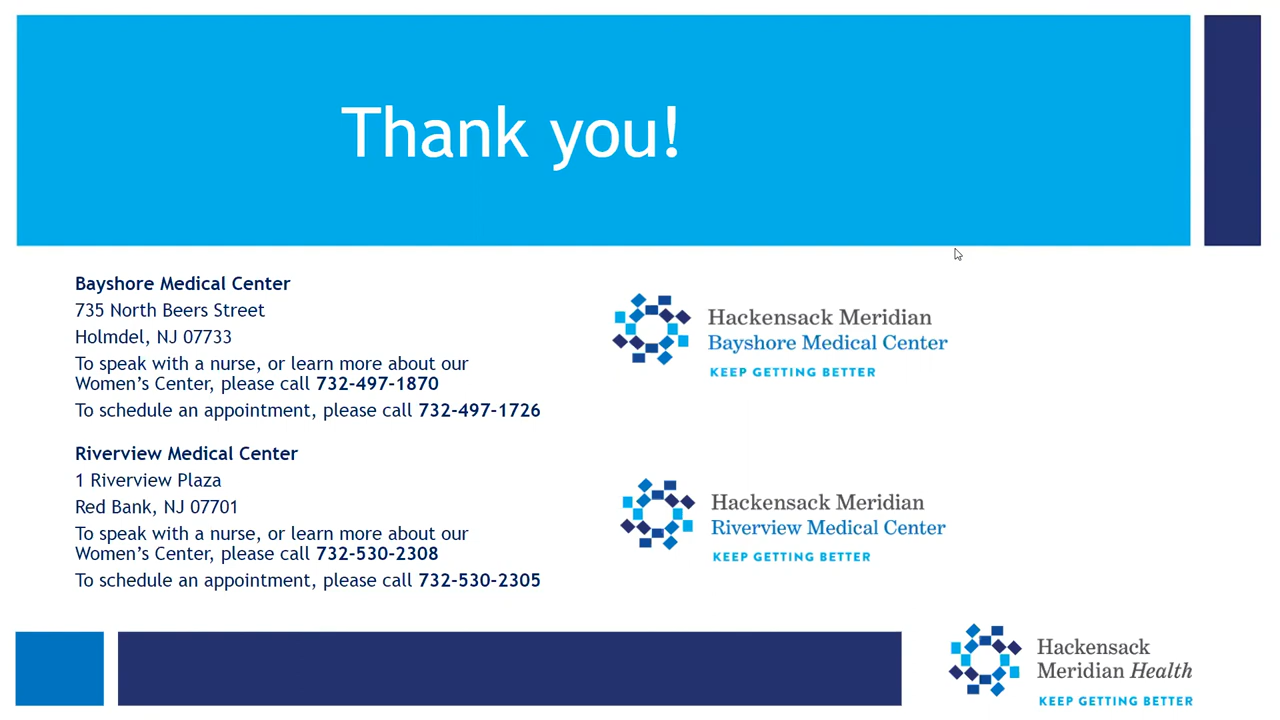 Thank you!
Bayshore Medical Center
735 North Beers Street
Holmdel, NJ 07733
To speak with a nurse, or learn more about our
Women's Center, please call 732-497-1870
To schedule an appointment, please call 732-497-1726
Riverview Medical Center
1 Riverview Plaza
Red Bank, NJ 07701
To speak with a nurse, or learn more about our
Women's Center, please call 732-530-2308
To schedule an appointment, please call 732-530-2305
Hackensack Meridian
Bayshore Medical Center
KEEP GETTING BETTER
Hackensack Meridian
Riverview Medical Center
KEEP GETTING BETTER
Hackensack
Meridian Health
KEEP GETTING BETTER